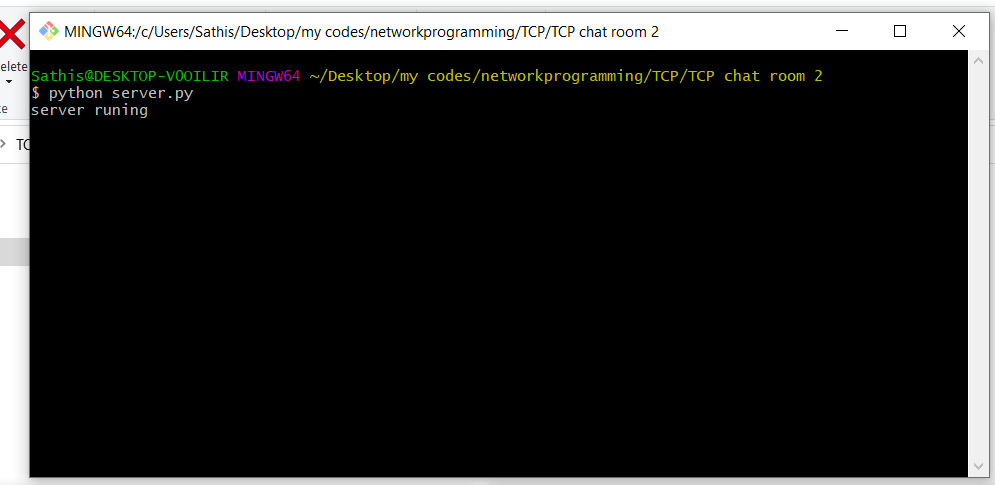 MINGW64:/c/Users/Sathis/Desktop/my codes/networkprogramming/TCP/TCP chat room 2
elete
Sathis@DESKTOP-V0OILIR MINGW64 ~/Desktop/my codes/networkprogramming/TCP/TCP chat room 2
$ python server.py
server runing
te
TC